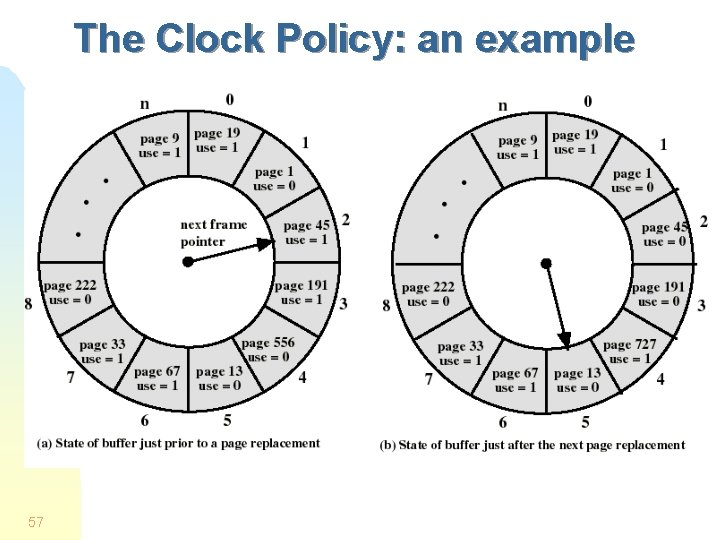 The Clock Policy: an example
n
0
page 9
use = 1
page 19
use = 1
1
page 1
use = 0
2
page 45
use = 1
next frame
pointer
page 191
use = 1
3
page 556
use = 0
4
page 13
use = 0
5
page 67
use = 1
6
page 33
use = 1
7
page 222
use = 0
8
(a) State of buffer just prior to a page replacement
n
0
page 9
use = 1
page 19
use = 1
1
page 1
use = 0
2
page 45
use = 0
page 191
use = 0
3
page 727
use = 1
4
page 13
use = 0
5
page 67
use = 1
6
page 33
use = 1
7
page 222
use = 0
8
(b) State of buffer just after the next page replacement
57